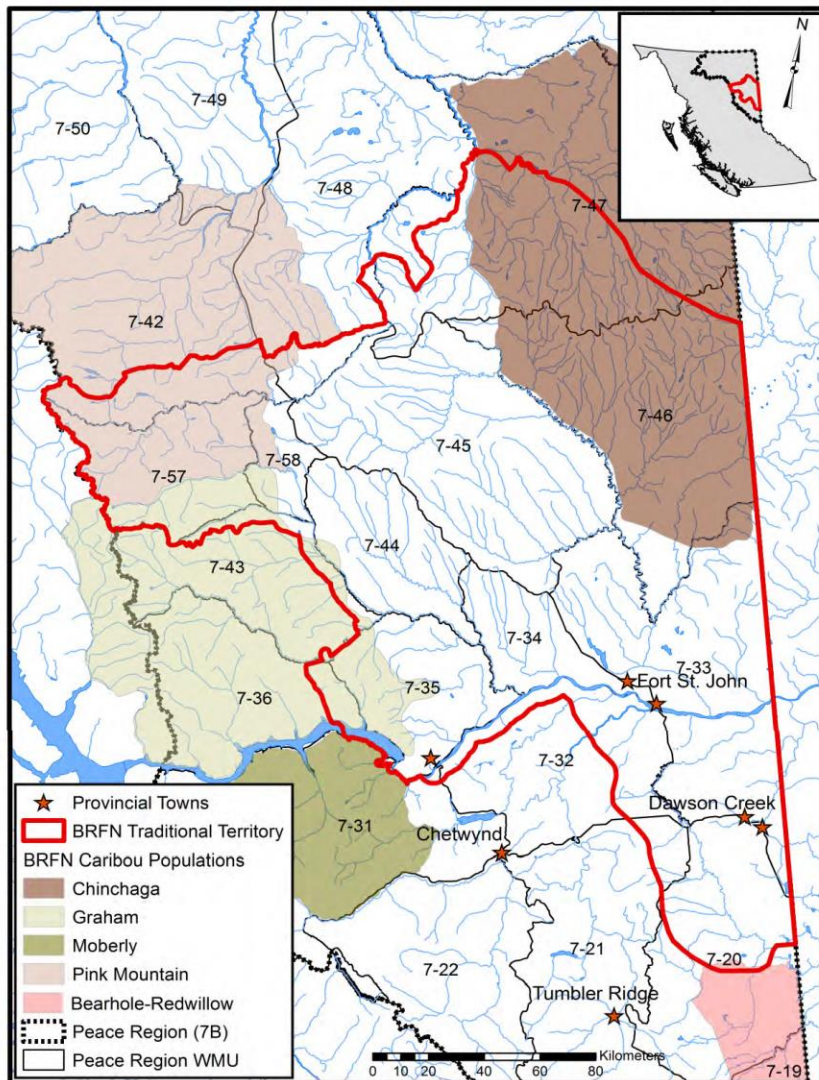 7-50
7-49
7-48
7-47
7-42
7-46
7-45
7-57
7-58
7-44
7-43
7-34
7-33
Fort St. John
7-35
7-36
7-32
7-31
Dawson Creek
Chetwynd
7-22
7-21
7-20
Tumbler Ridge
7-19
N
Provincial Towns
BRFN Traditional Territory
BRFN Caribou Populations
Chinchaga
Graham
Moberly
Pink Mountain
Bearhole-Redwillow
Peace Region (7B)
Peace Region WMU
Kilometers
0 10 20 40 60 80